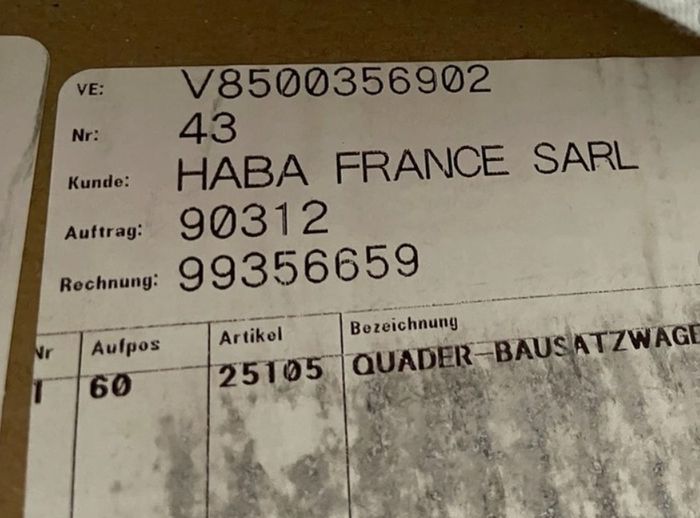 VE: V8500356902
Nr: 43
Kunde: HABA FRANCE SARL
Auftrag: 90312
Rechnung: 99356659
Nr Aufpos Artikel Bezeichnung
1 60 25105 QUADER-BAUSATZWAGE